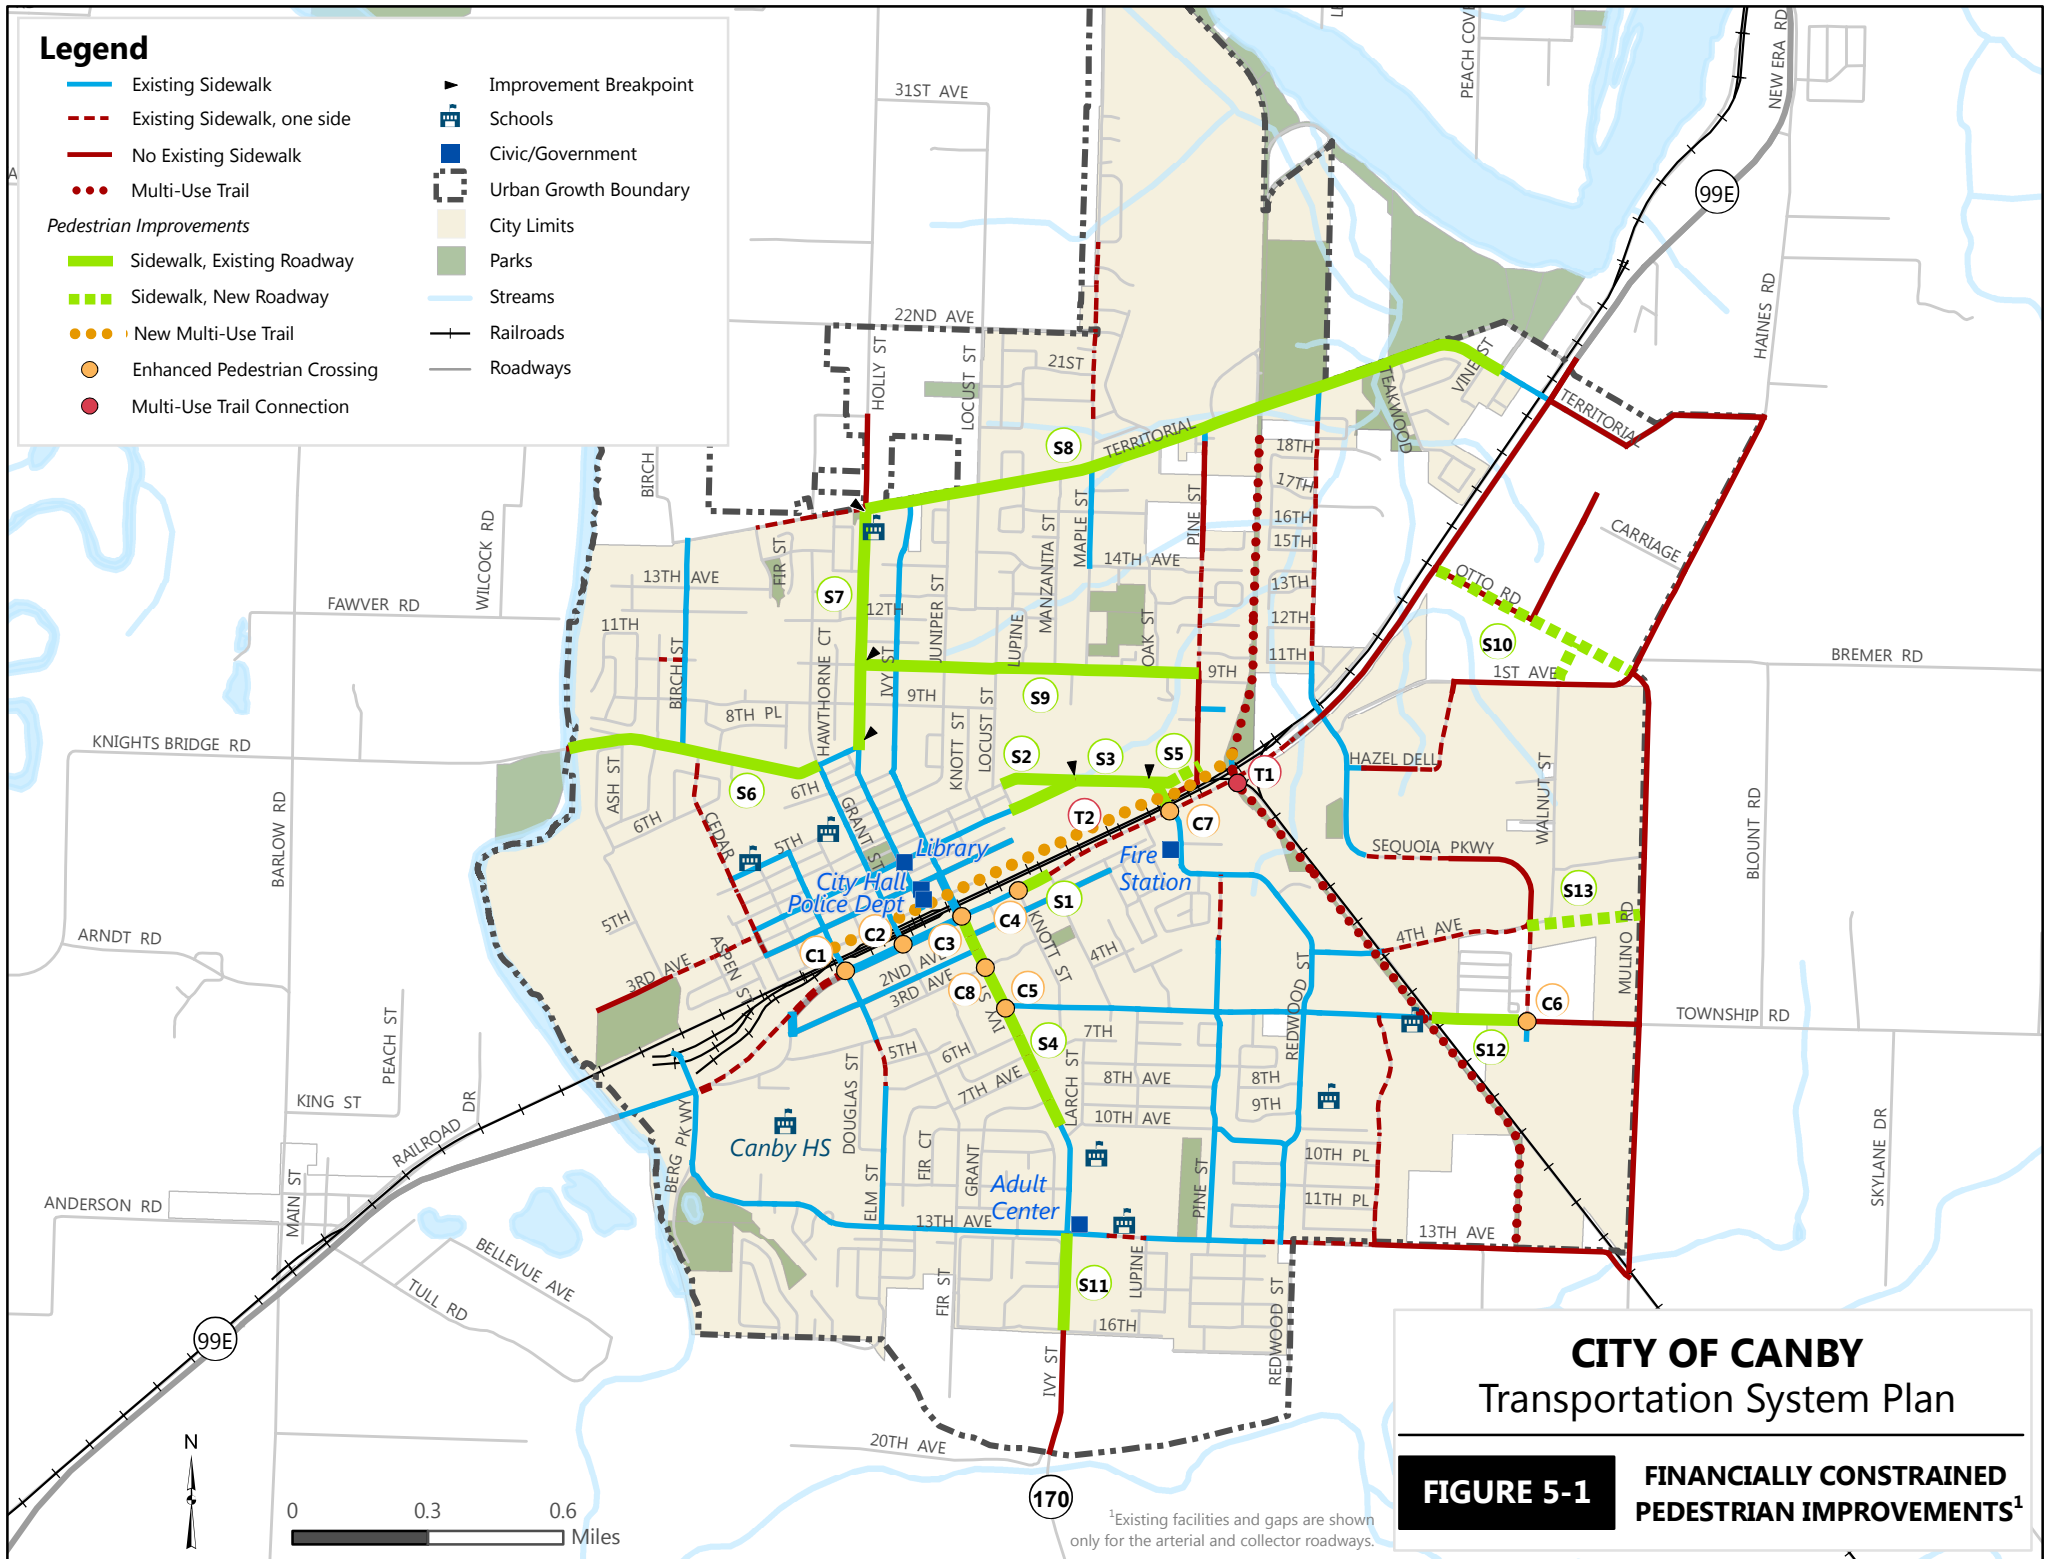 Legend
Existing Sidewalk
Existing Sidewalk, one side
No Existing Sidewalk
Multi-Use Trail
Pedestrian Improvements
Sidewalk, Existing Roadway
Sidewalk, New Roadway
New Multi-Use Trail
Enhanced Pedestrian Crossing
Multi-Use Trail Connection
Improvement Breakpoint
Schools
Civic/Government
Urban Growth Boundary
City Limits
Parks
Streams
Railroads
Roadways
31ST AVE
PEACH COV
NEW ERA RD
99E
HAINES RD
22ND AVE
HOLLY ST
LOCUST ST
21ST
VINE ST
TEAKWOOD
TERRITORIAL
TERRITORIAL
S8
18TH
17TH
16TH
15TH
13TH
12TH
11TH
BIRCH
WILCOCK RD
FIR ST
13TH AVE
FAWVER RD
11TH
S7
12TH
JUNIPER ST
LUPINE
MANZANITA ST
MAPLE ST
14TH AVE
PINE ST
OAK ST
CARRIAGE
OTTO RD
S10
1ST AVE
BREMER RD
BIRCH ST
HAWTHORNE CT
IVY ST
9TH
S9
9TH
8TH PL
KNIGHTS BRIDGE RD
KNOTT ST
LOCUST ST
S2
S3
S5
T1
HAZEL DELL
WALNUT ST
ASH ST
S6
6TH
6TH
CEDAR
5TH
GRANT ST
T2
C7
SEQUOIA PKWY
BARLOW RD
BLOUNT RD
Library
City Hall
Police Dept
Fire
Station
S13
S1
C4
C3
C2
C1
5TH
3RD AVE
ASPEN ST
2ND AVE
3RD AVE
KNOTT ST
4TH
4TH AVE
MULINO RD
ARNDT RD
C8
C5
IVY ST
C6
REDWOOD ST
TOWNSHIP RD
PEACH ST
S4
7TH
S12
5TH
6TH
7TH AVE
LARCH ST
8TH AVE
8TH
9TH
10TH AVE
KING ST
RAILROAD DR
DOUGLAS ST
BERG PKWY
Canby HS
FIR CT
GRANT
10TH PL
11TH PL
SKYLANE DR
ANDERSON RD
MAIN ST
ELM ST
Adult
Center
13TH AVE
PINE ST
13TH AVE
BELLEVUE AVE
TULL RD
FIR ST
S11
LUPINE
REDWOOD ST
16TH
IVY ST
99E
20TH AVE
170
N
0 0.3 0.6
Miles
1Existing facilities and gaps are shown
only for the arterial and collector roadways.
CITY OF CANBY
Transportation System Plan
FIGURE 5-1
FINANCIALLY CONSTRAINED
PEDESTRIAN IMPROVEMENTS1